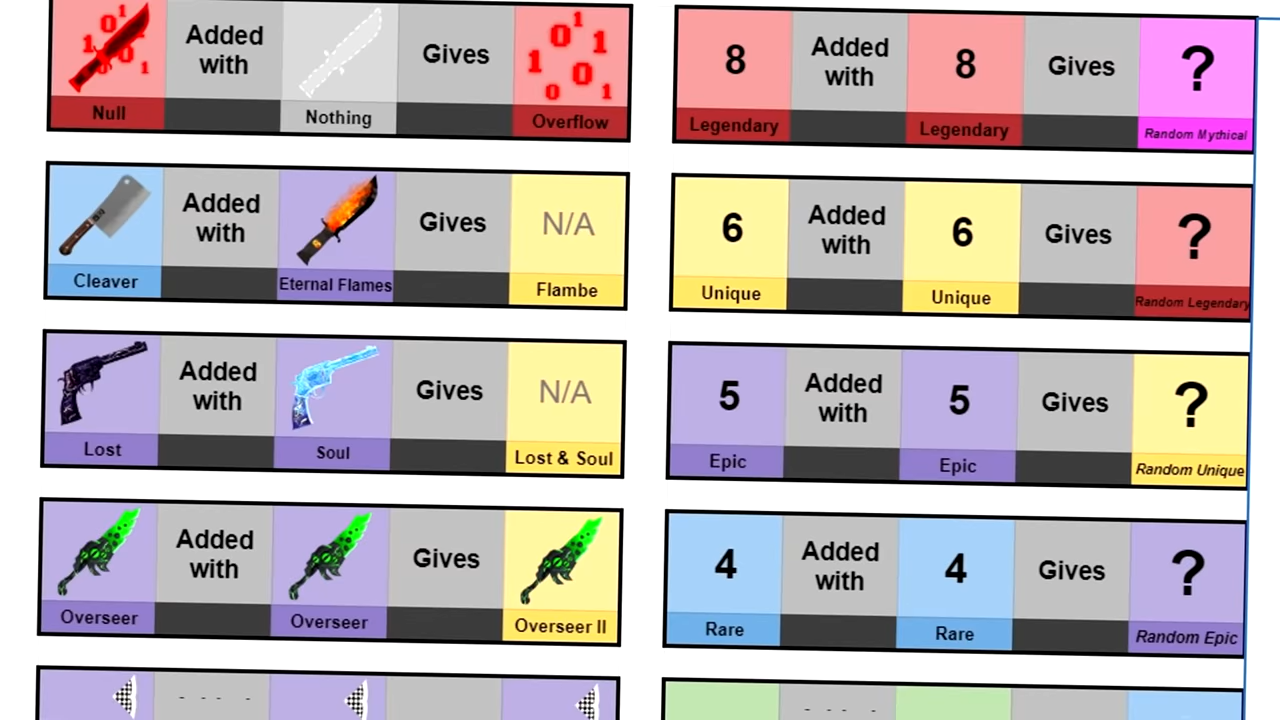 Null
Added
with
Nothing
Gives
Overflow
Cleaver
Added
with
Eternal Flames
Gives
N/A
Flambe
Lost
Added
with
Soul
Gives
N/A
Lost & Soul
Overseer
Added
with
Overseer
Gives
Overseer II
8
Legendary
Added
with
8
Legendary
Gives
?
Random Mythical
6
Unique
Added
with
6
Unique
Gives
?
Random Legendary
5
Epic
Added
with
5
Epic
Gives
?
Random Unique
4
Rare
Added
with
4
Rare
Gives
?
Random Epic